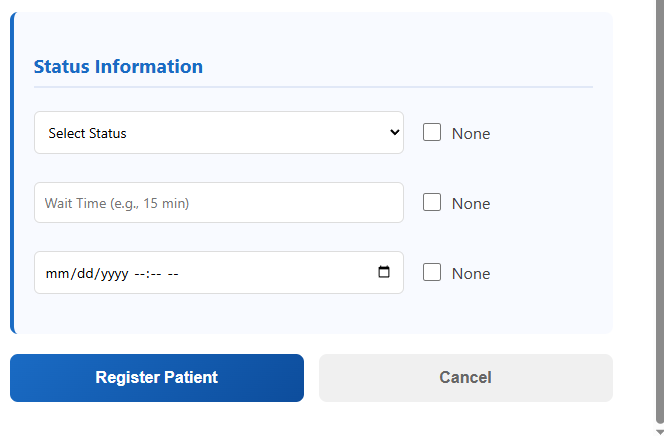 Status Information
Select Status
None
Wait Time (e.g., 15 min)
None
mm/dd/yyyy --:-- --
None
Register Patient
Cancel